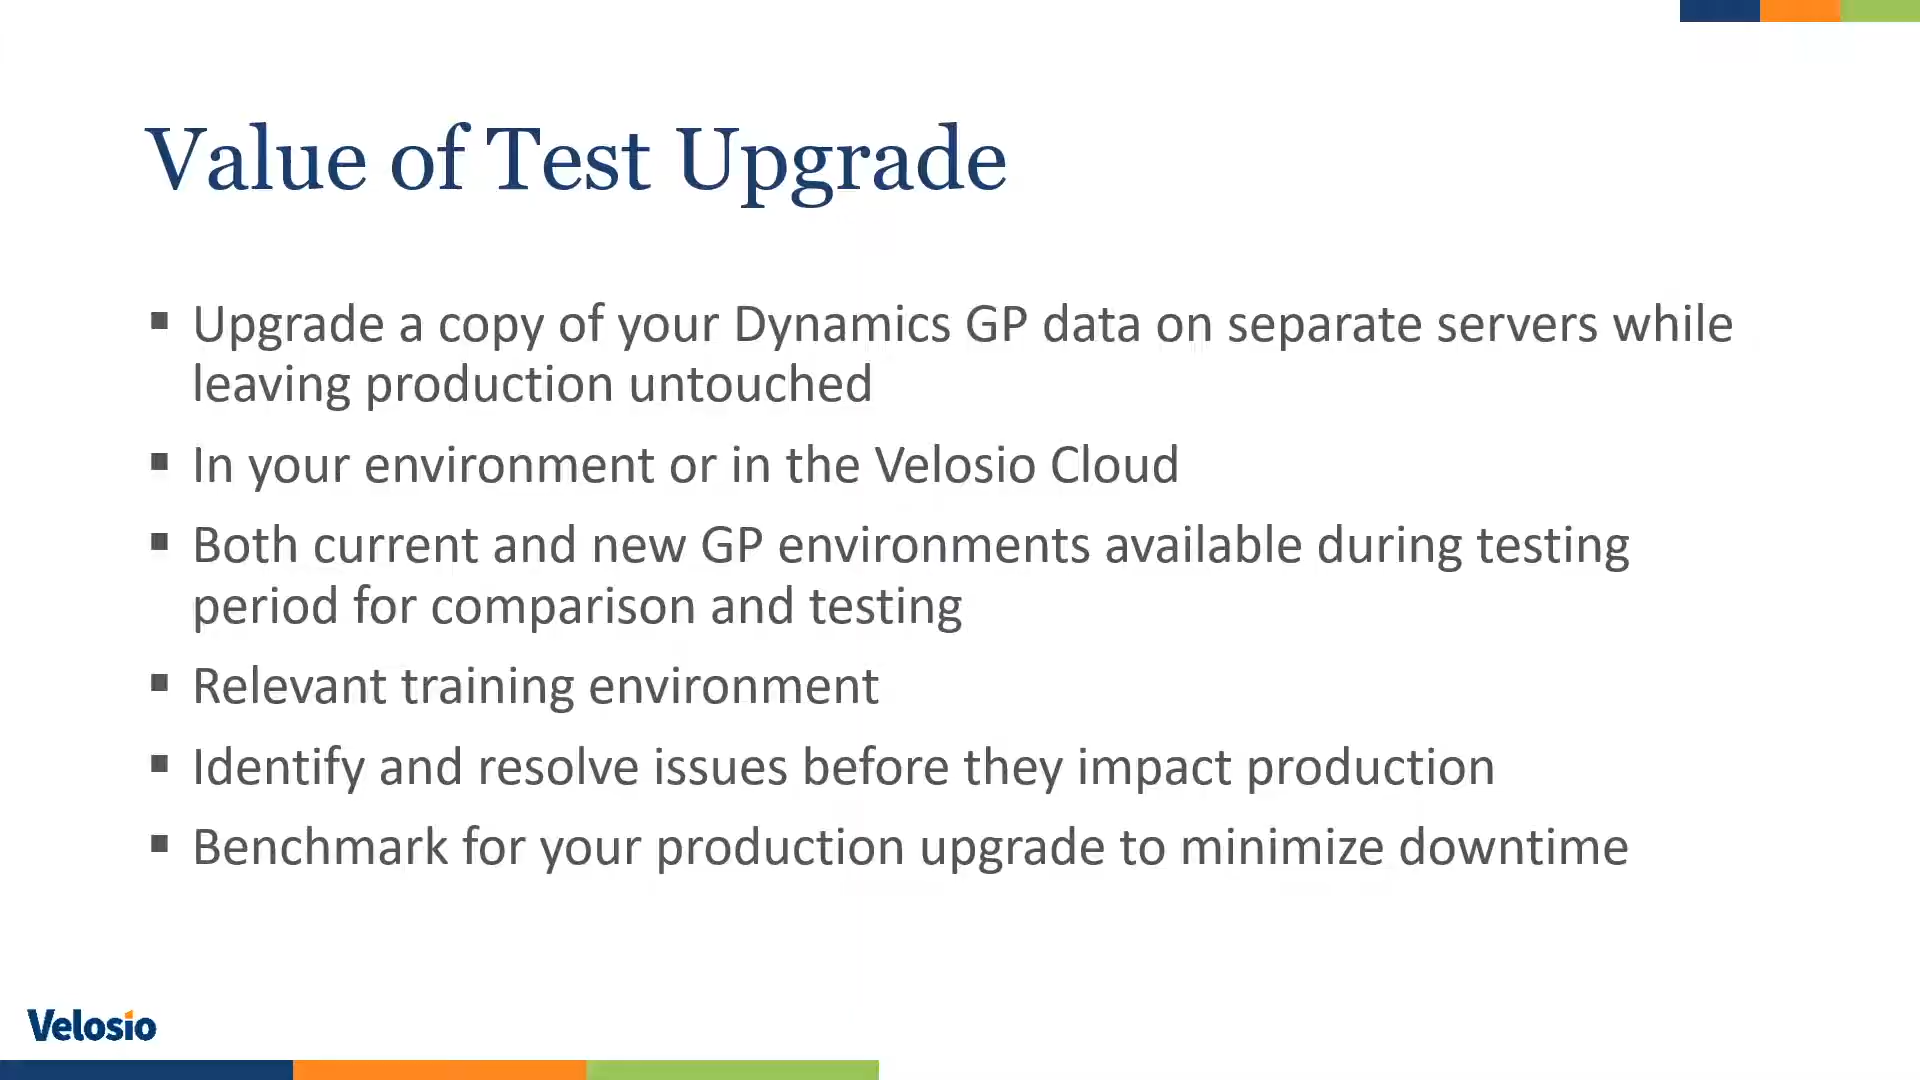 Value of Test Upgrade
▪ Upgrade a copy of your Dynamics GP data on separate servers while
leaving production untouched
▪ In your environment or in the Velosio Cloud
▪ Both current and new GP environments available during testing
period for comparison and testing
▪ Relevant training environment
▪ Identify and resolve issues before they impact production
▪ Benchmark for your production upgrade to minimize downtime
Velosio